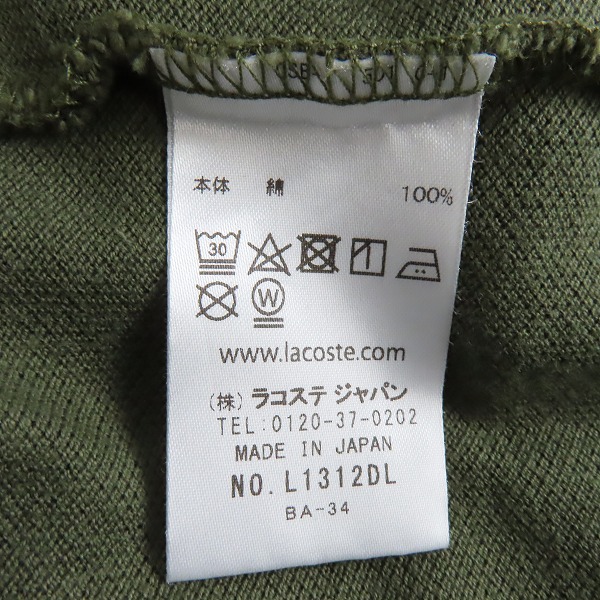 本体 綿 100%
30
W
www.lacoste.com
(株) ラコステ ジャパン
TEL:0120-37-0202
MADE IN JAPAN
NO. L1312DL
BA-34